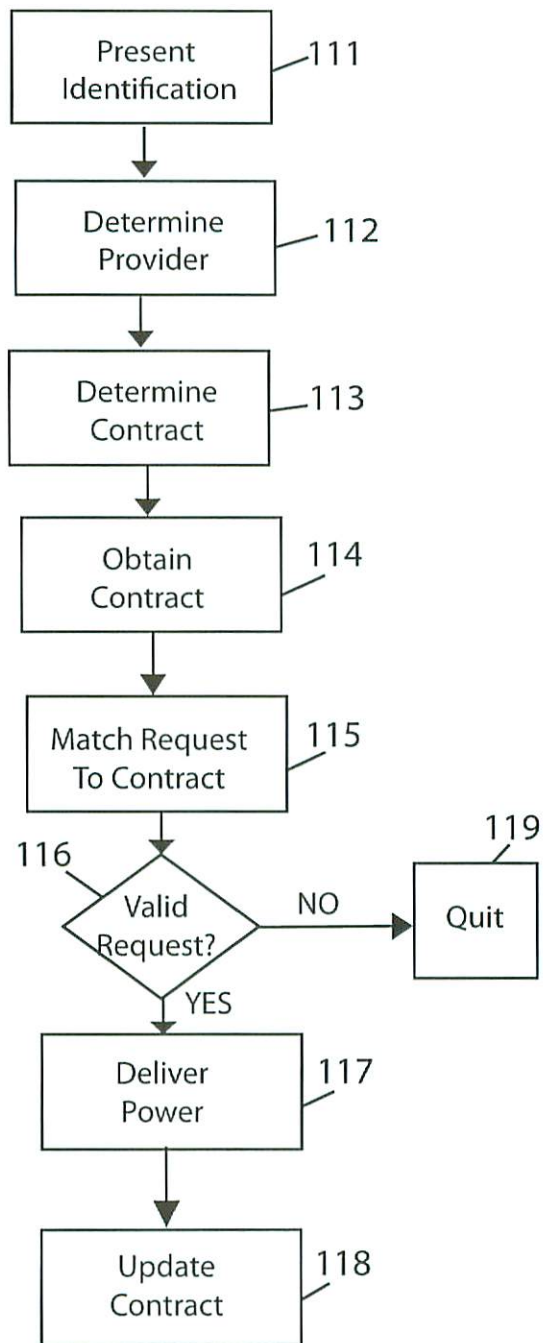 Present
Identification
111
Determine
Provider
112
Determine
Contract
113
Obtain
Contract
114
Match Request
To Contract
115
116
Valid
Request?
NO
119
Quit
YES
Deliver
Power
117
Update
Contract
118